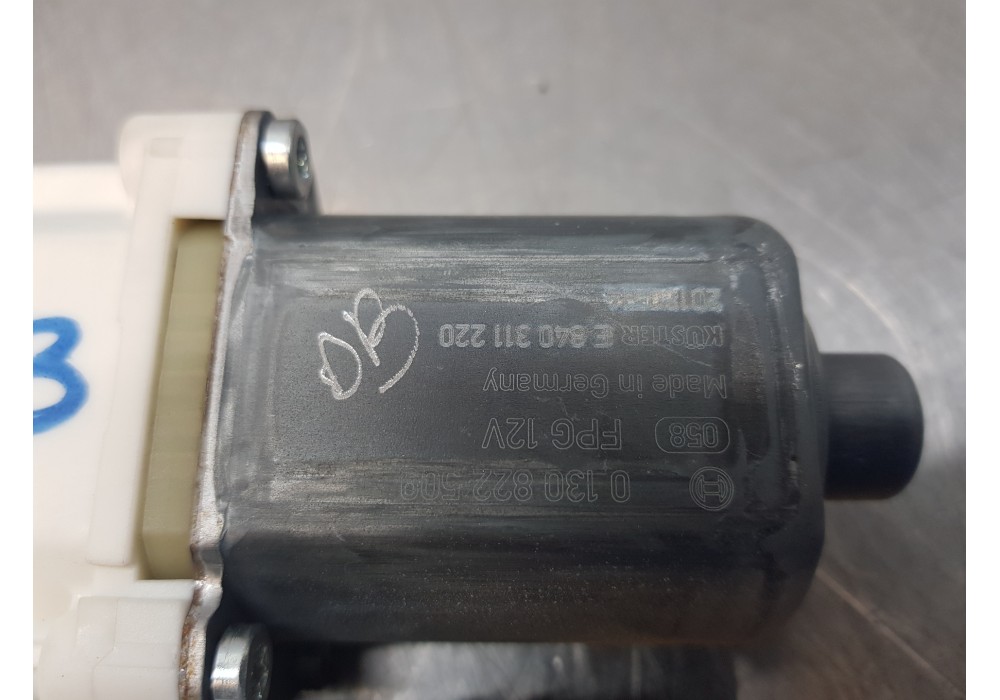 0 130 822 509
058 FPG 12V
Made in Germany
KÜSTER E 840 311 220
DB
B